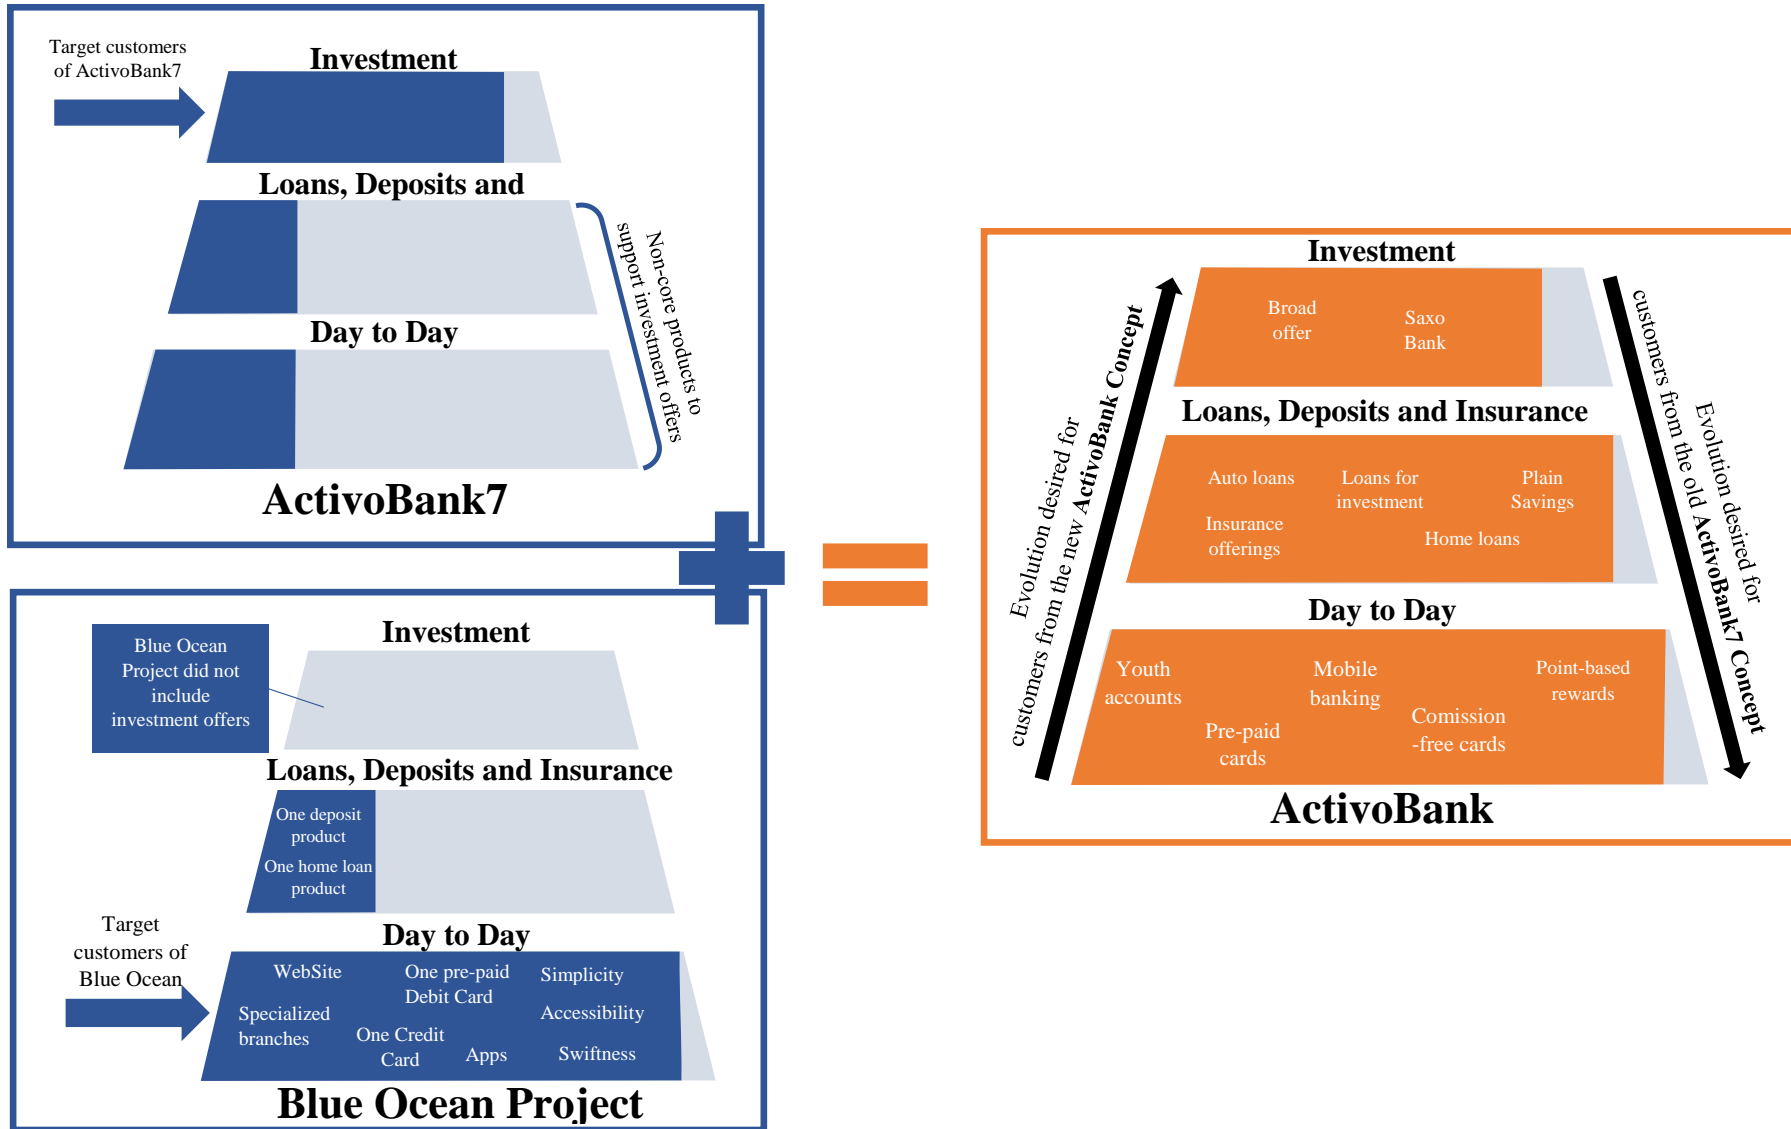 Target customers
of ActivoBank7
Investment
Loans, Deposits and
Day to Day
Non-core products to
support investment offers
ActivoBank7
Blue Ocean
Project did not
include
investment offers
Investment
Loans, Deposits and Insurance
One deposit
product
One home loan
product
Target
customers of
Blue Ocean
Day to Day
WebSite
One pre-paid
Debit Card
Simplicity
Specialized
branches
Accessibility
One Credit
Card
Apps
Swiftness
Blue Ocean Project
Investment
Broad
offer
Saxo
Bank
Loans, Deposits and Insurance
Auto loans
Loans for
investment
Plain
Savings
Insurance
offerings
Home loans
Day to Day
Youth
accounts
Mobile
banking
Point-based
rewards
Pre-paid
cards
Comission
-free cards
ActivoBank
Evolution desired for
customers from the new ActivoBank Concept
Evolution desired for
customers from the old ActivoBank7 Concept